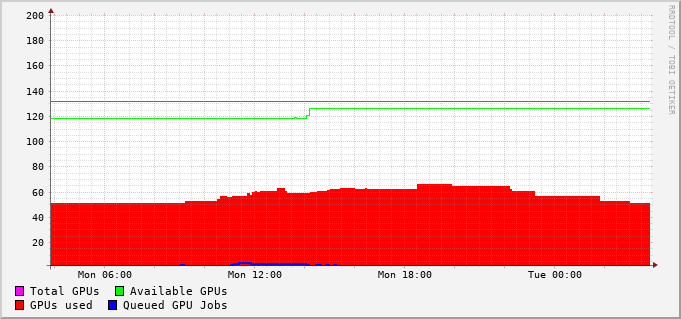 200
180
160
140
120
100
80
60
40
20
Mon 06:00 Mon 12:00 Mon 18:00 Tue 00:00
Total GPUs Available GPUs
GPUs used Queued GPU Jobs
RRDTOOL / TOBI OETIKER